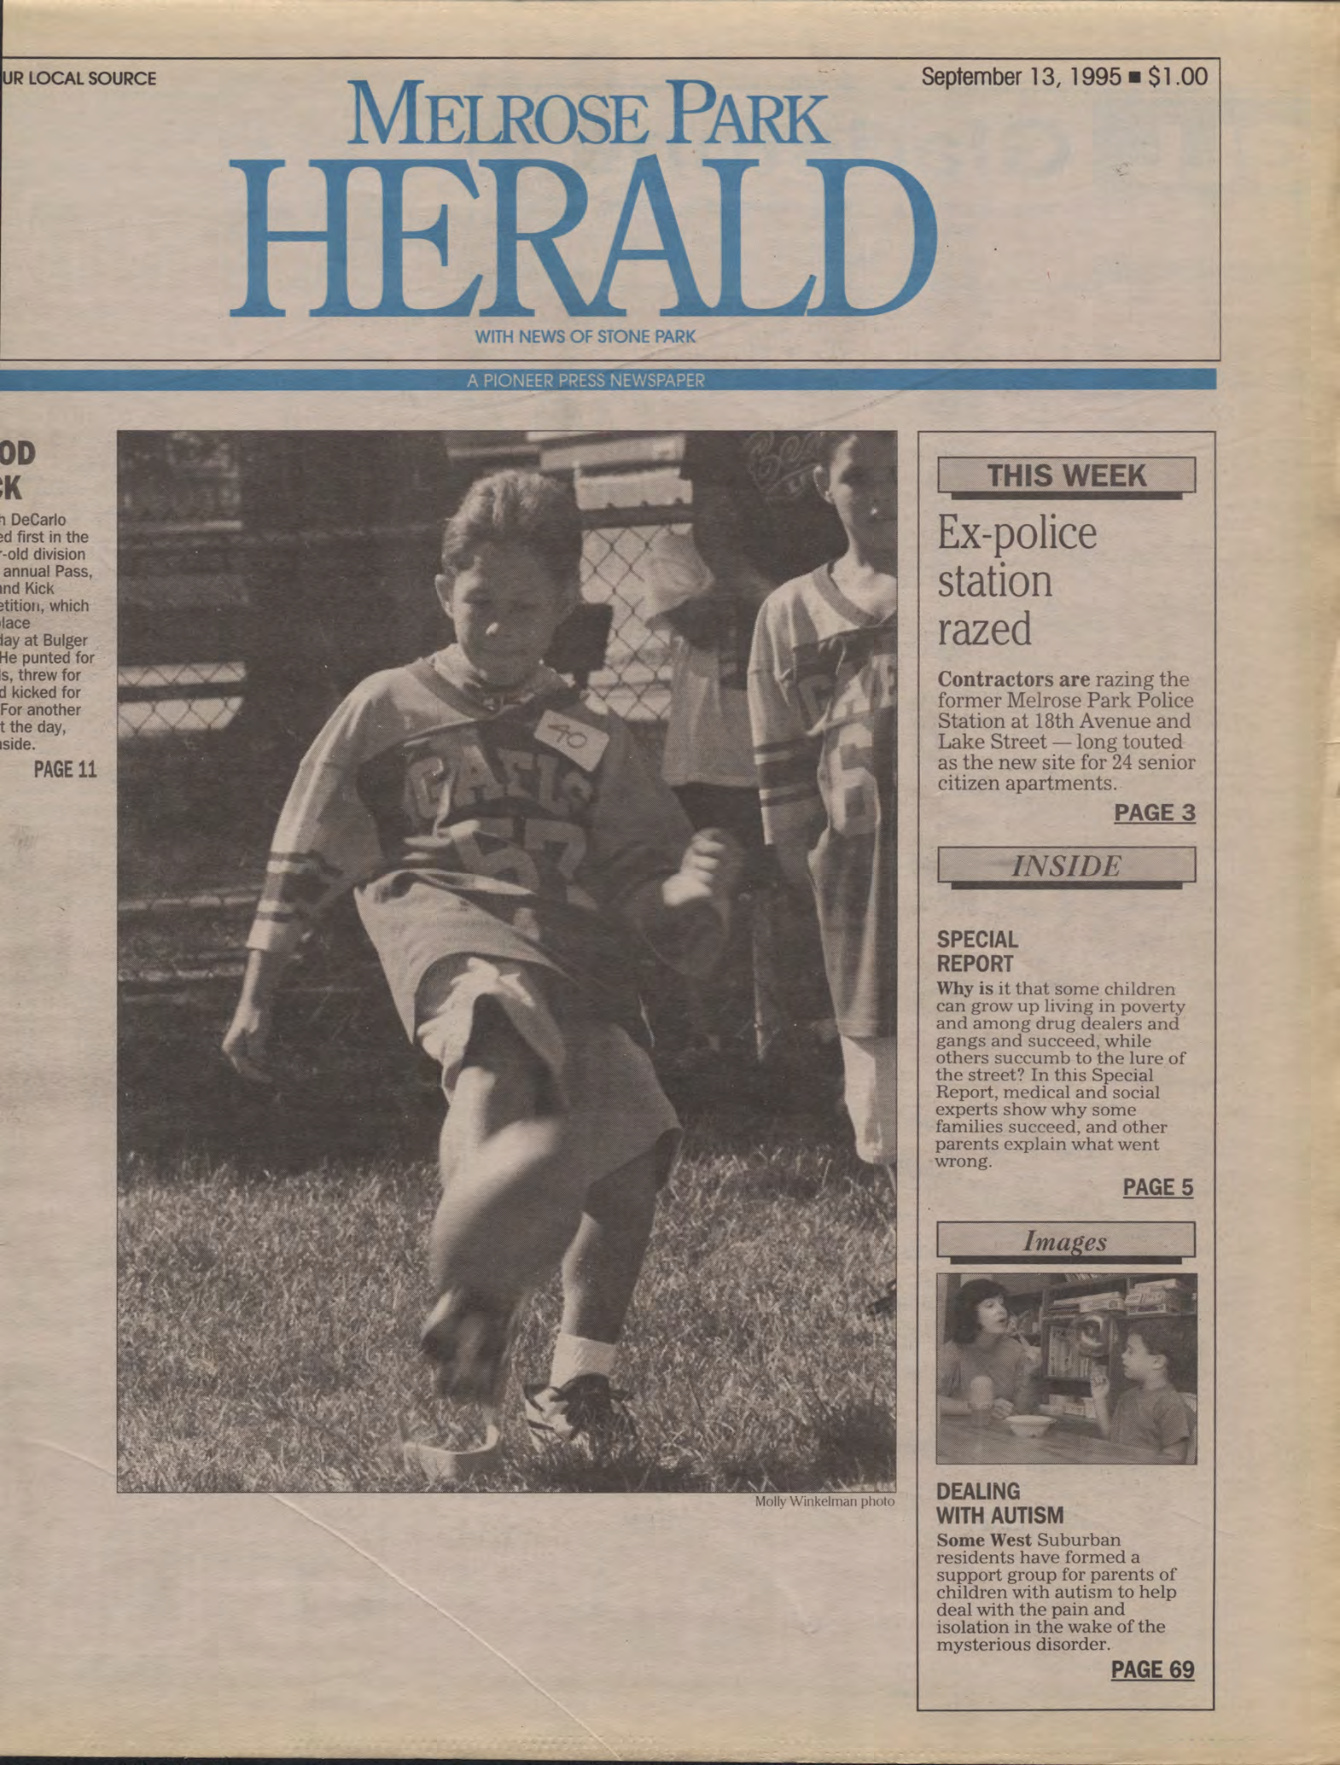 UR LOCAL SOURCE
September 13, 1995 ■ $1.00
MELROSE PARK
HERALD
WITH NEWS OF STONE PARK
A PIONEER PRESS NEWSPAPER
OD
CK
h DeCarlo
ed first in the
r-old division
annual Pass,
and Kick
etition, which
place
day at Bulger
He punted for
ls, threw for
d kicked for
For another
t the day,
nside.
PAGE 11
40
GAELS
57
Molly Winkelman photo
THIS WEEK
Ex-police
station
razed
Contractors are razing the
former Melrose Park Police
Station at 18th Avenue and
Lake Street — long touted
as the new site for 24 senior
citizen apartments.
PAGE 3
INSIDE
SPECIAL
REPORT
Why is it that some children
can grow up living in poverty
and among drug dealers and
gangs and succeed, while
others succumb to the lure of
the street? In this Special
Report, medical and social
experts show why some
families succeed, and other
parents explain what went
wrong.
PAGE 5
Images
DEALING
WITH AUTISM
Some West Suburban
residents have formed a
support group for parents of
children with autism to help
deal with the pain and
isolation in the wake of the
mysterious disorder.
PAGE 69